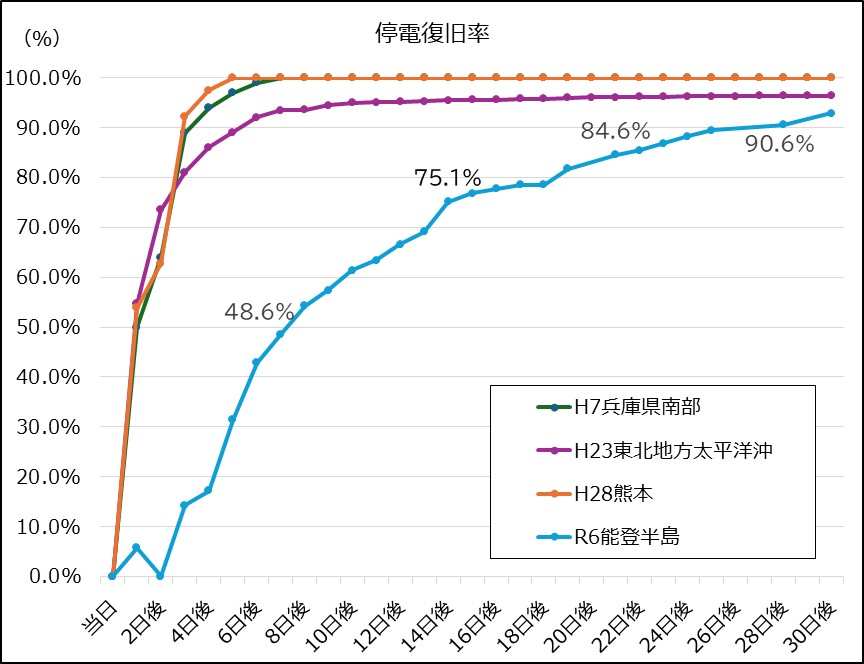 停電復旧率
（%）
100.0%
90.0%
80.0%
70.0%
60.0%
50.0%
40.0%
30.0%
20.0%
10.0%
0.0%
48.6%
75.1%
84.6%
90.6%
H7兵庫県南部
H23東北地方太平洋沖
H28熊本
R6能登半島
当日
2日後
4日後
6日後
8日後
10日後
12日後
14日後
16日後
18日後
20日後
22日後
24日後
26日後
28日後
30日後